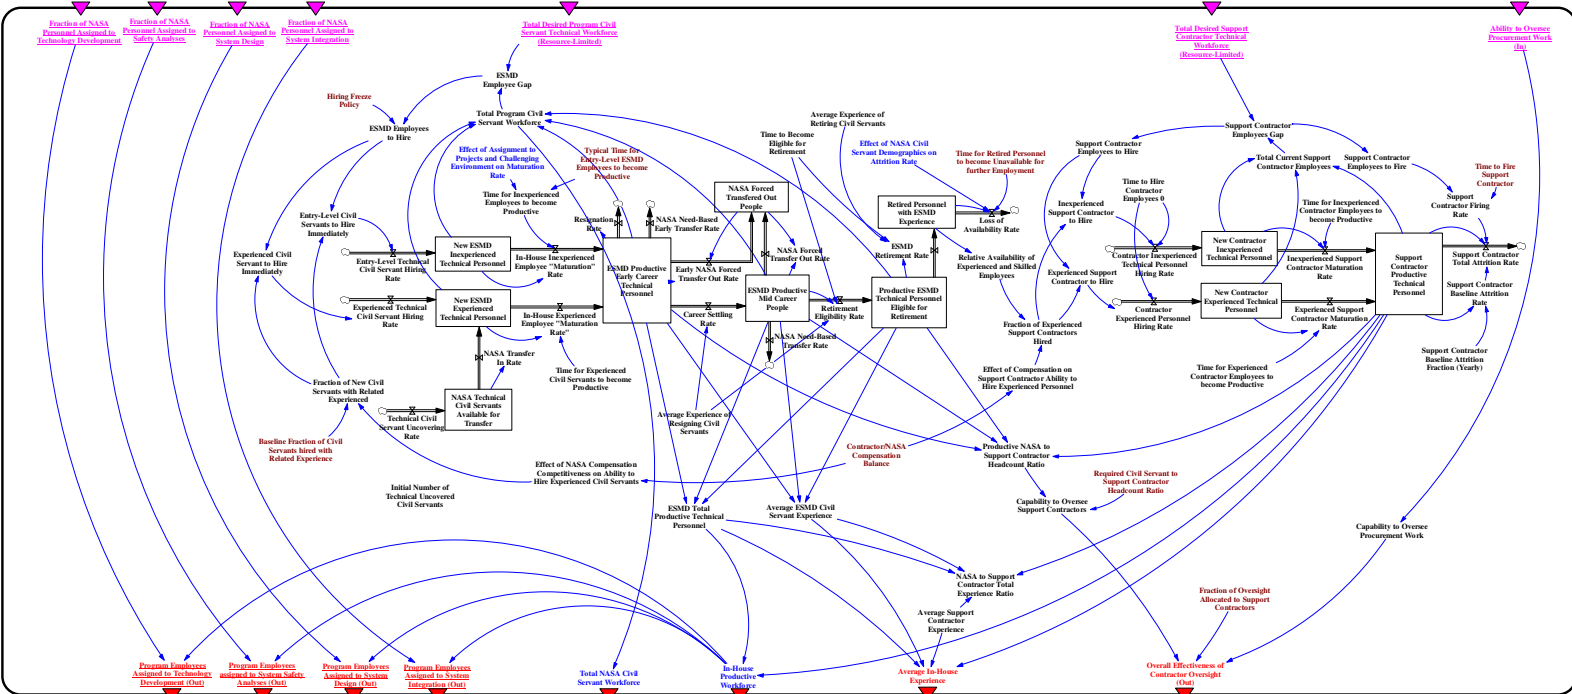 Fraction of NASA
Personnel Assigned to
Technology Development
Fraction of NASA
Personnel Assigned to
Safety Analyses
Fraction of NASA
Personnel Assigned to
System Design
Fraction of NASA
Personnel Assigned to
System Integration
Total Desired Program Civil
Servant Technical Workforce
(Resource-Limited)
Total Desired Support
Contractor Technical
Workforce
(Resource-Limited)
Ability to Oversee
Procurement Work
(In)
ESMD
Employee Gap
Hiring Freeze
Policy
ESMD Employees
to Hire
Total Program Civil
Servant Workforce
Effect of Assignment to
Projects and Challenging
Environment on Maturation
Rate
Typical Time for
Entry-Level ESMD
Employees to become
Productive
Time for Inexperienced
Employees to become
Productive
Average Experience of
Retiring Civil Servants
Time to Become
Eligible for
Retirement
Effect of NASA Civil
Servant Demographics on
Attrition Rate
Time for Retired Personnel
to become Unavailable for
further Employment
Support Contractor
Employees Gap
Support Contractor
Employees to Hire
Total Current Support
Contractor Employees
Support Contractor
Employees to Fire
Time to Fire
Support
Contractor
Support
Contractor Firing
Rate
Time to Hire
Contractor
Employees 0
Inexperienced
Support Contractor
to Hire
Time for Inexperienced
Contractor Employees to
become Productive
NASA Forced
Transfered Out
People
Retired Personnel
with ESMD
Experience
Loss of
Availability Rate
Resignation
Rate
NASA Need-Based
Early Transfer Rate
Entry-Level Civil
Servants to Hire
Immediately
Experienced Civil
Servant to Hire
Immediately
Entry-Level Technical
Civil Servant Hiring
Rate
New ESMD
Inexperienced
Technical Personnel
In-House Inexperienced
Employee "Maturation"
Rate
ESMD Productive
Early Career
Technical
Personnel
Early NASA Forced
Transfer Out Rate
NASA Forced
Transfer Out Rate
ESMD
Retirement Rate
Relative Availability of
Experienced and Skilled
Employees
Experienced Support
Contractor to Hire
Contractor Inexperienced
Technical Personnel
Hiring Rate
New Contractor
Inexperienced
Technical Personnel
Inexperienced Support
Contractor Maturation
Rate
Support
Contractor
Productive
Technical
Personnel
Support Contractor
Total Attrition Rate
Support Contractor
Baseline Attrition
Rate
Experienced Technical
Civil Servant Hiring
Rate
New ESMD
Experienced
Technical Personnel
In-House Experienced
Employee "Maturation
Rate"
Career Settling
Rate
ESMD Productive
Mid Career
People
Retirement
Eligibility Rate
Productive ESMD
Technical Personnel
Eligible for
Retirement
NASA Need-Based
Transfer Rate
Fraction of Experienced
Support Contractors
Hired
Contractor
Experienced Personnel
Hiring Rate
New Contractor
Experienced Technical
Personnel
Experienced Support
Contractor Maturation
Rate
Support Contractor
Baseline Attrition
Fraction (Yearly)
NASA Transfer
In Rate
Time for Experienced
Civil Servants to become
Productive
Effect of Compensation on
Support Contractor Ability to
Hire Experienced Personnel
Time for Experienced
Contractor Employees to
become Productive
Fraction of New Civil
Servants with Related
Experienced
Technical Civil
Servant Uncovering
Rate
NASA Technical
Civil Servants
Available for
Transfer
Average Experience of
Resigning Civil
Servants
Baseline Fraction of Civil
Servants hired with
Related Experience
Contractor/NASA
Compensation
Balance
Productive NASA to
Support Contractor
Headcount Ratio
Effect of NASA Compensation
Competitiveness on Ability to
Hire Experienced Civil Servants
Required Civil Servant to
Support Contractor
Headcount Ratio
Initial Number of
Technical Uncovered
Civil Servants
ESMD Total
Productive Technical
Personnel
Average ESMD Civil
Servant Experience
Capability to Oversee
Support Contractors
Capability to Oversee
Procurement Work
NASA to Support
Contractor Total
Experience Ratio
Average Support
Contractor
Experience
Fraction of Oversight
Allocated to Support
Contractors
Program Employees
Assigned to Technology
Development (Out)
Program Employees
assigned to System Safety
Analyses (Out)
Program Employees
Assigned to System
Design (Out)
Program Employees
Assigned to System
Integration (Out)
Total NASA Civil
Servant Workforce
In-House
Productive
Workforce
Average In-House
Experience
Overall Effectiveness of
Contractor Oversight
(Out)